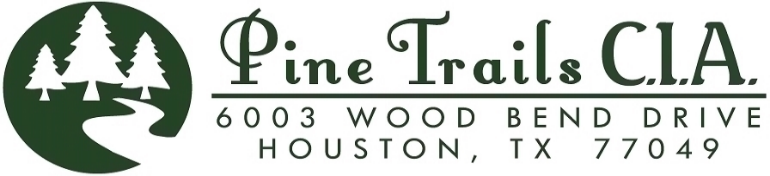 Pine Trails C.I.A.
6003 WOOD BEND DRIVE
HOUSTON, TX 77049